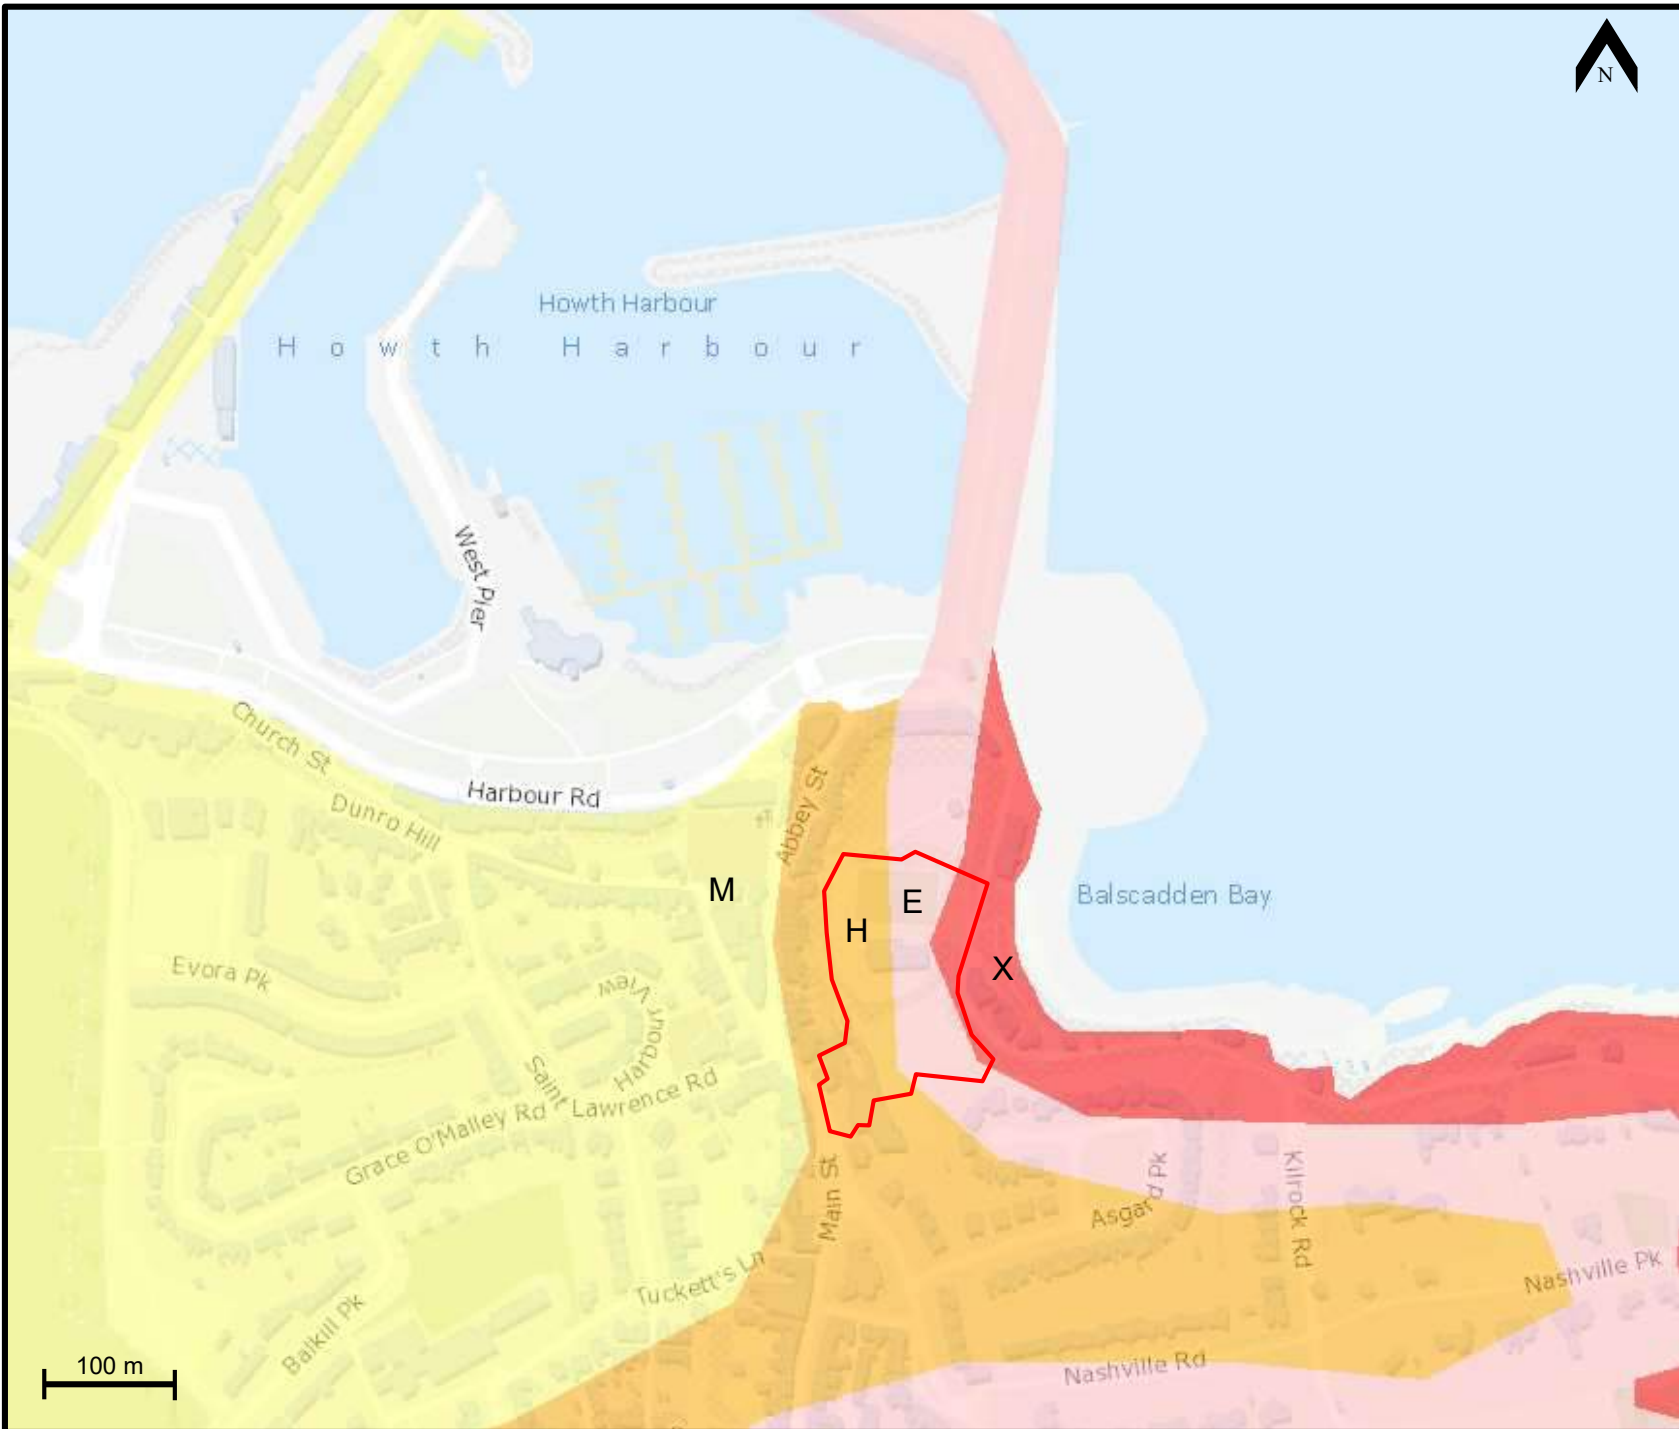 N
Howth Harbour
Howth Harbour
West Pier
Church St
Harbour Rd
Dunro Hill
Abbey St
M
E
H
Balscadden Bay
X
Evora Pk
Harbour View
Saint Lawrence Rd
Grace O'Malley Rd
Main St
Asgard Pk
Kilrock Rd
Tuckett's Ln
Nashville Pk
Balkill Pk
100 m
Nashville Rd